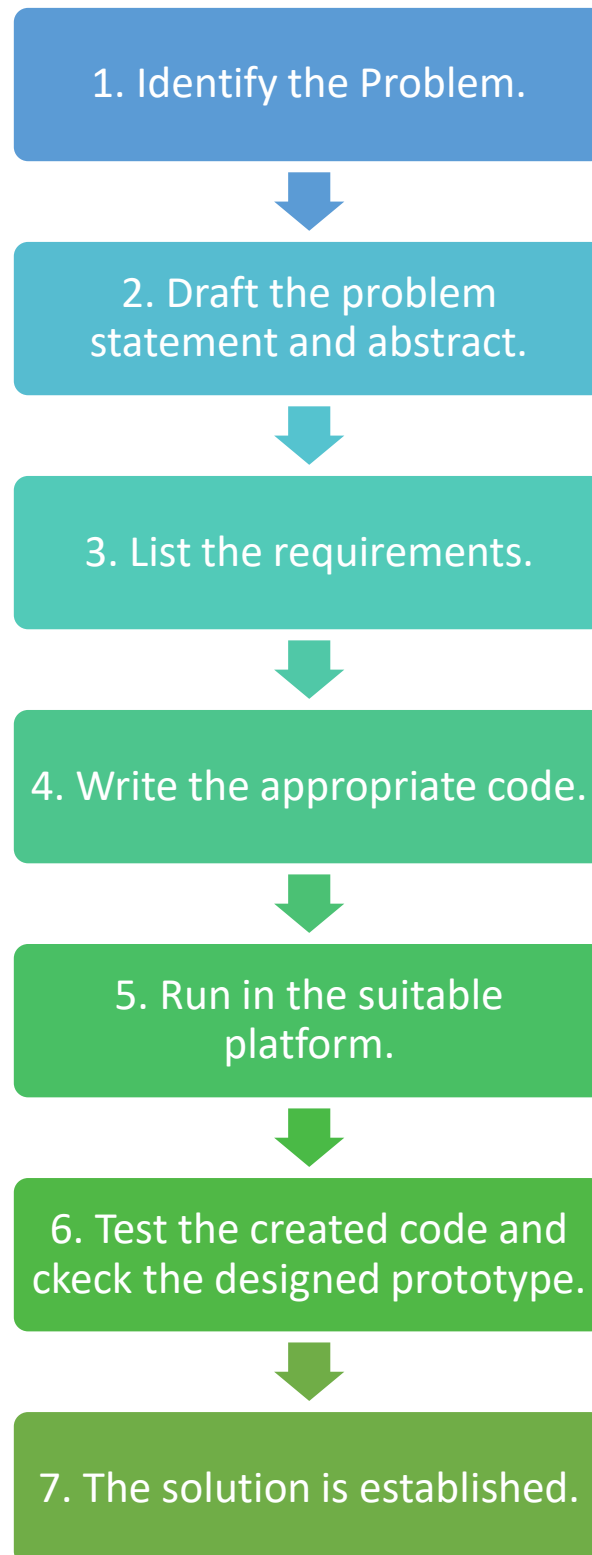 1. Identify the Problem.
2. Draft the problem
statement and abstract.
3. List the requirements.
4. Write the appropriate code.
5. Run in the suitable
platform.
6. Test the created code and
ckeck the designed prototype.
7. The solution is established.